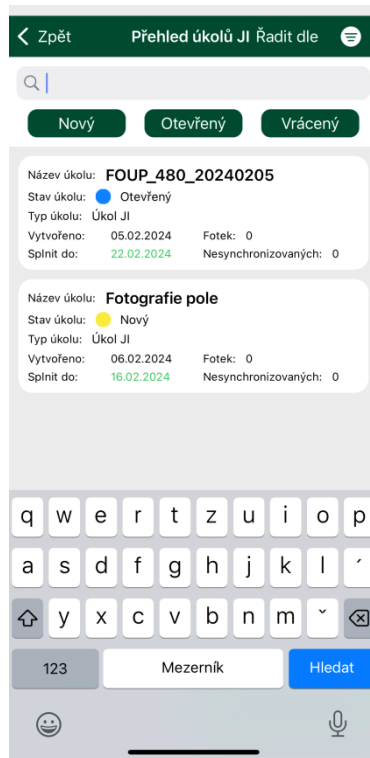 Zpět Přehled úkolů JI Řadit dle
Nový Otevřený Vrácený
Název úkolu: FOUP_480_20240205
Stav úkolu: Otevřený
Typ úkolu: Úkol JI
Vytvořeno: 05.02.2024 Fotek: 0
Splnit do: 22.02.2024 Nesynchronizovaných: 0
Název úkolu: Fotografie pole
Stav úkolu: Nový
Typ úkolu: Úkol JI
Vytvořeno: 06.02.2024 Fotek: 0
Splnit do: 16.02.2024 Nesynchronizovaných: 0
q w e r t z u i o p
a s d f g h j k l ´
y x c v b n m ˇ
123 Mezerník Hledat